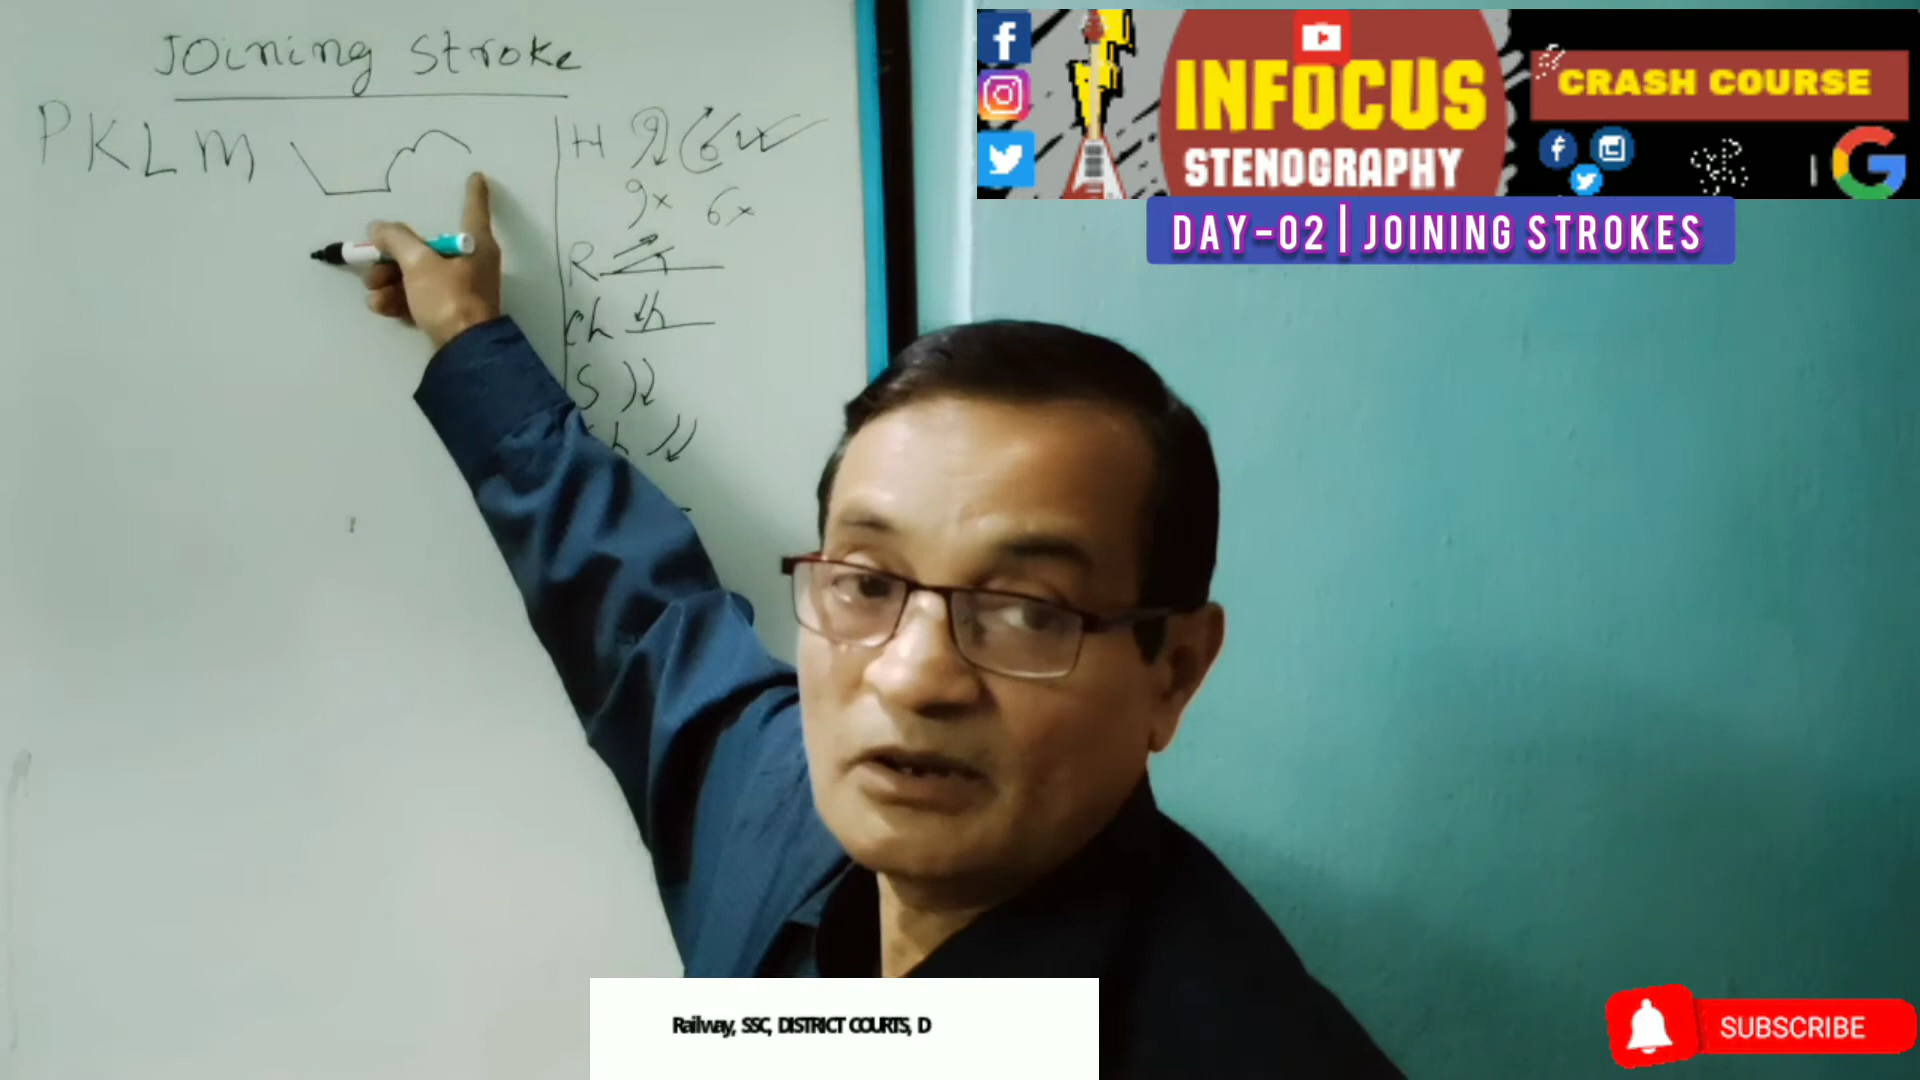 Joining Stroke
PKLM
H
9x 6x
R
Ch
S
h
INFOCUS
STENOGRAPHY
CRASH COURSE
DAY-02 | JOINING STROKES
Railway, SSC, DISTRICT COURTS, D
SUBSCRIBE